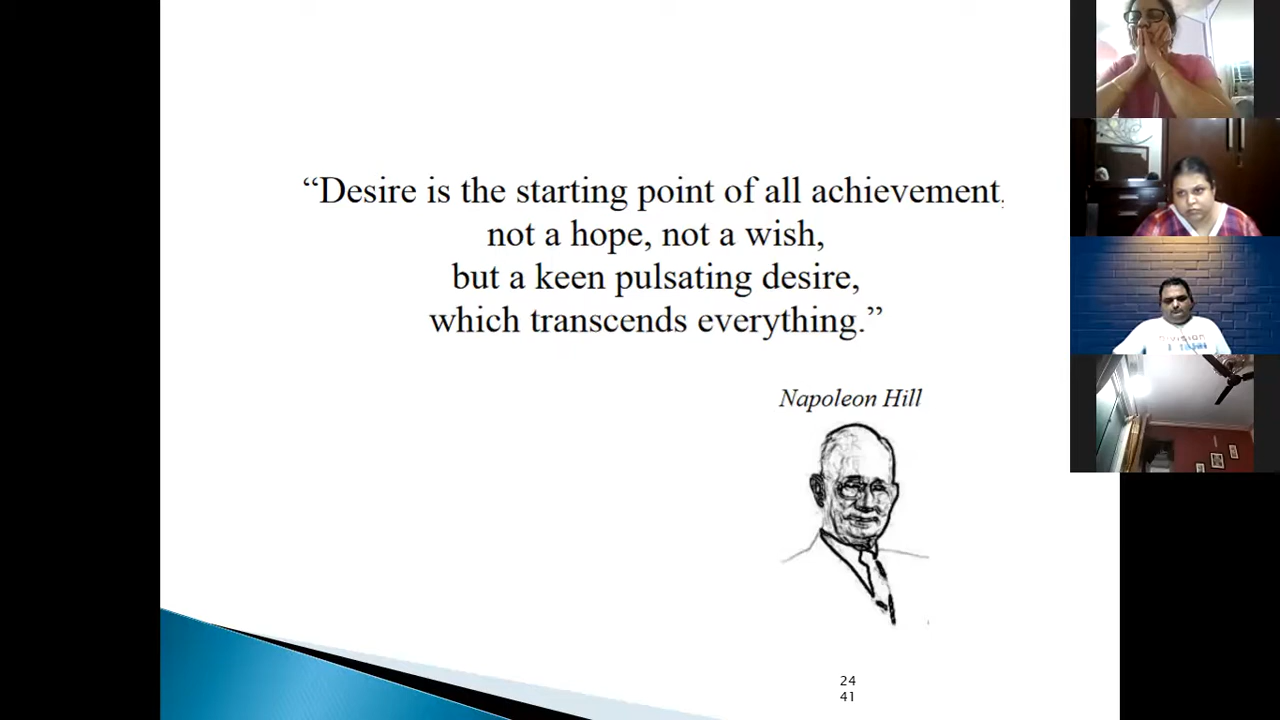 “Desire is the starting point of all achievement,
not a hope, not a wish,
but a keen pulsating desire,
which transcends everything.”
Napoleon Hill
24
41